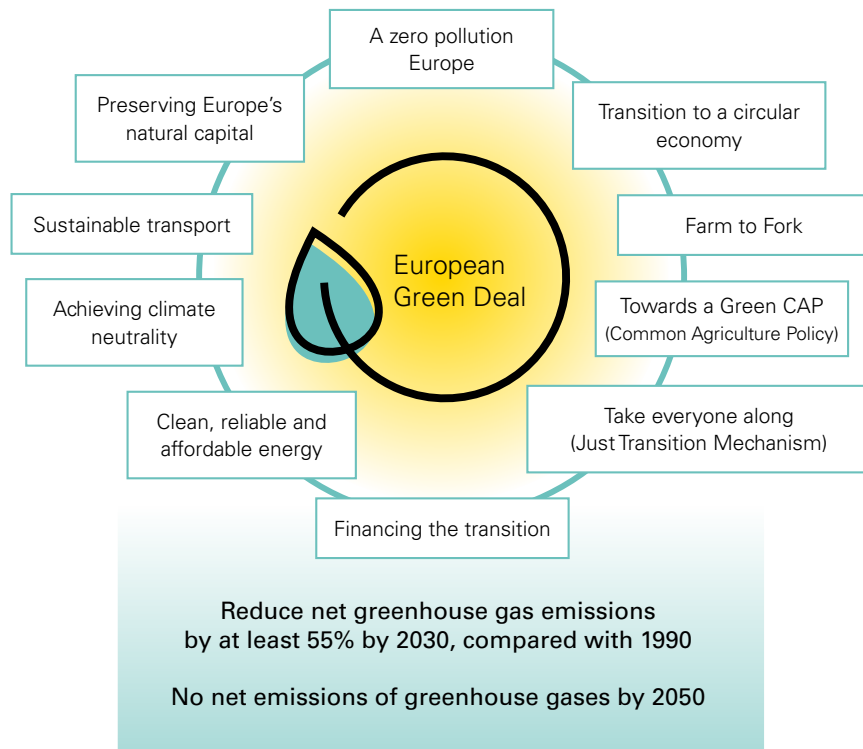 A zero pollution
Europe
Preserving Europe's
natural capital
Transition to a circular
economy
Sustainable transport
Farm to Fork
European
Green Deal
Achieving climate
neutrality
Towards a Green CAP
(Common Agriculture Policy)
Clean, reliable and
affordable energy
Take everyone along
(Just Transition Mechanism)
Financing the transition
Reduce net greenhouse gas emissions
by at least 55% by 2030, compared with 1990
No net emissions of greenhouse gases by 2050